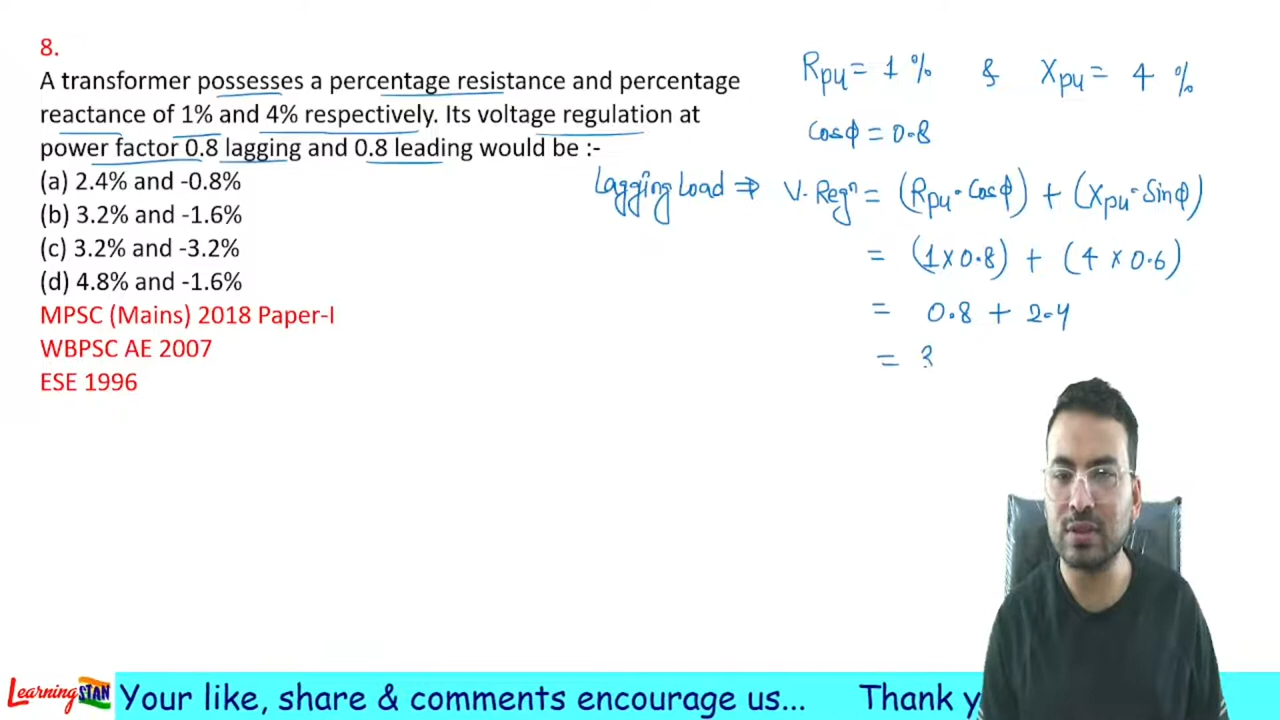 8.
A transformer possesses a percentage resistance and percentage
reactance of 1% and 4% respectively. Its voltage regulation at
power factor 0.8 lagging and 0.8 leading would be :-
(a) 2.4% and -0.8%
(b) 3.2% and -1.6%
(c) 3.2% and -3.2%
(d) 4.8% and -1.6%
MPSC (Mains) 2018 Paper-I
WBPSC AE 2007
ESE 1996
Rpu = 1 % & Xpu = 4 %
cosϕ = 0.8
Lagging Load ⇒ V. Regⁿ = (Rpu · Cosϕ) + (Xpu · Sinϕ)
= (1 × 0.8) + (4 × 0.6)
= 0.8 + 2.4
= 3
LearningSTAN
Your like, share & comments encourage us... Thank y